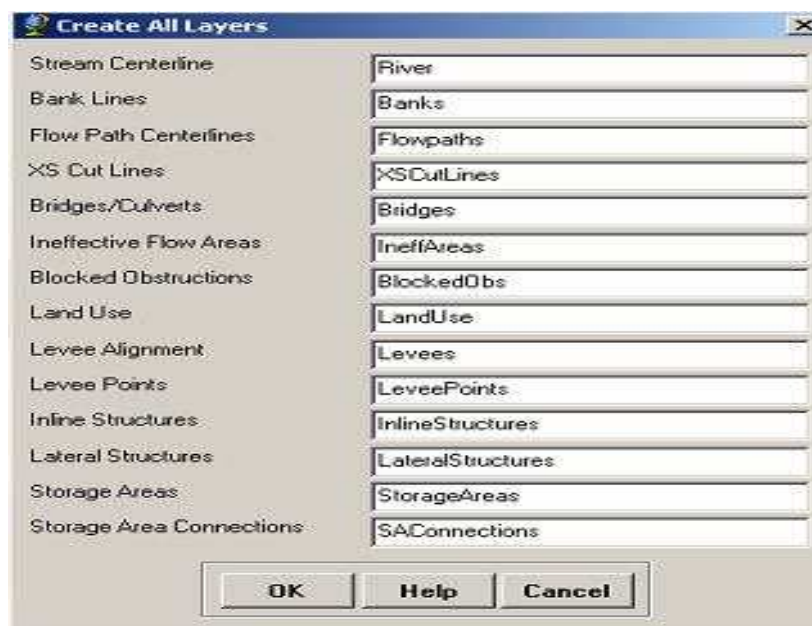 Create All Layers
Stream Centerline River
Bank Lines Banks
Flow Path Centerlines Flowpaths
XS Cut Lines XSCutLines
Bridges/Culverts Bridges
Ineffective Flow Areas IneffAreas
Blocked Obstructions BlockedObs
Land Use LandUse
Levee Alignment Levees
Levee Points LeveePoints
Inline Structures InlineStructures
Lateral Structures LateralStructures
Storage Areas StorageAreas
Storage Area Connections SAConnections
OK Help Cancel